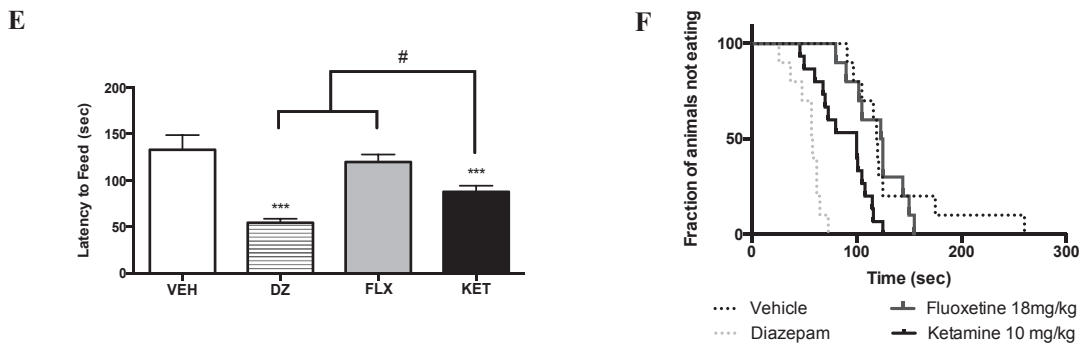 E
F
#
Latency to Feed (sec)
200
150
100
50
0
***
***
VEH
DZ
FLX
KET
Fraction of animals not eating
100
50
0
0
100
200
300
Time (sec)
Vehicle
Fluoxetine 18mg/kg
Diazepam
Ketamine 10 mg/kg